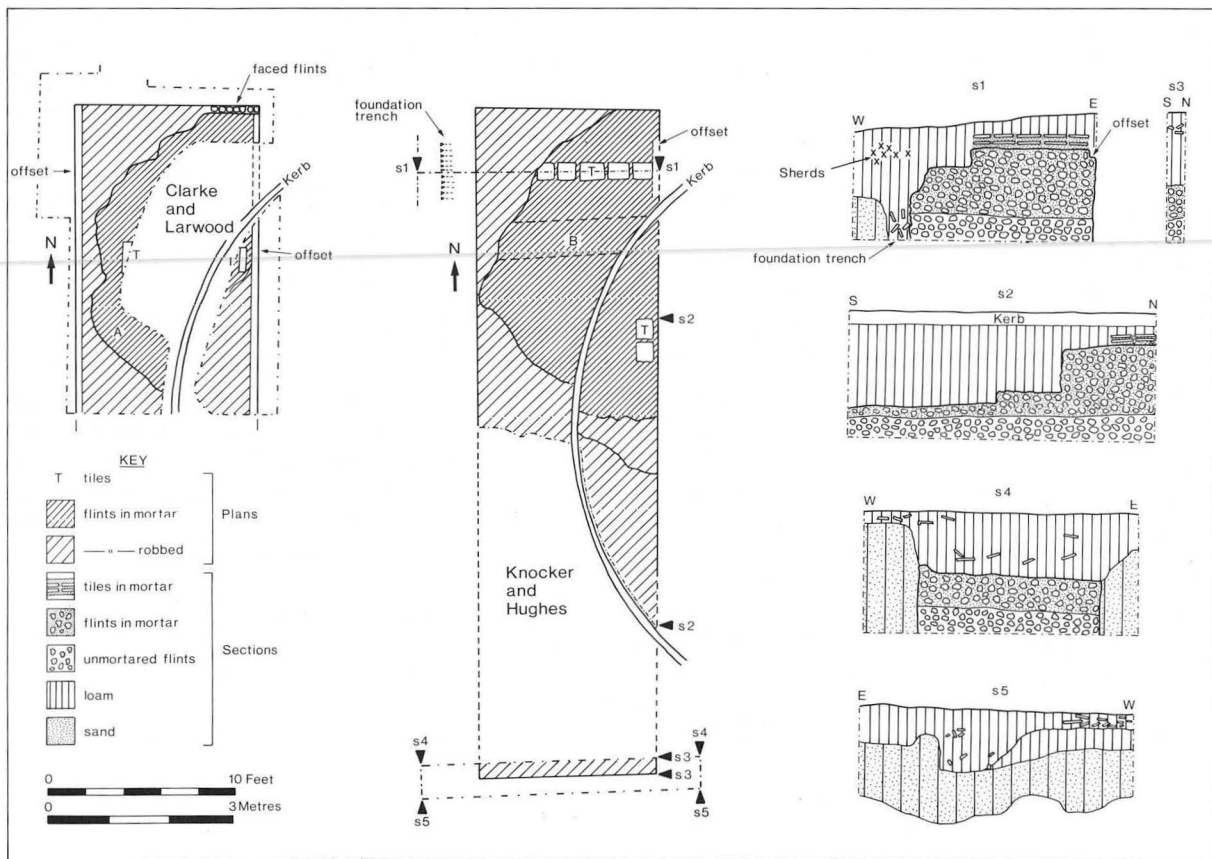 faced flints
offset
Clarke
and
Larwood
Kerb
N
T
T
offset
A
KEY
T tiles
flints in mortar
—"— robbed
Plans
tiles in mortar
flints in mortar
unmortared flints
loam
sand
Sections
0 10 Feet
0 3 Metres
foundation
trench
offset
s1
T
s1
Kerb
N
B
s2
T
Knocker
and
Hughes
s2
s4
s4
s3
s3
s5
s5
s1
W
E
offset
Sherds
foundation trench
s3
S N
s2
S
N
Kerb
s4
W
E
s5
E
W